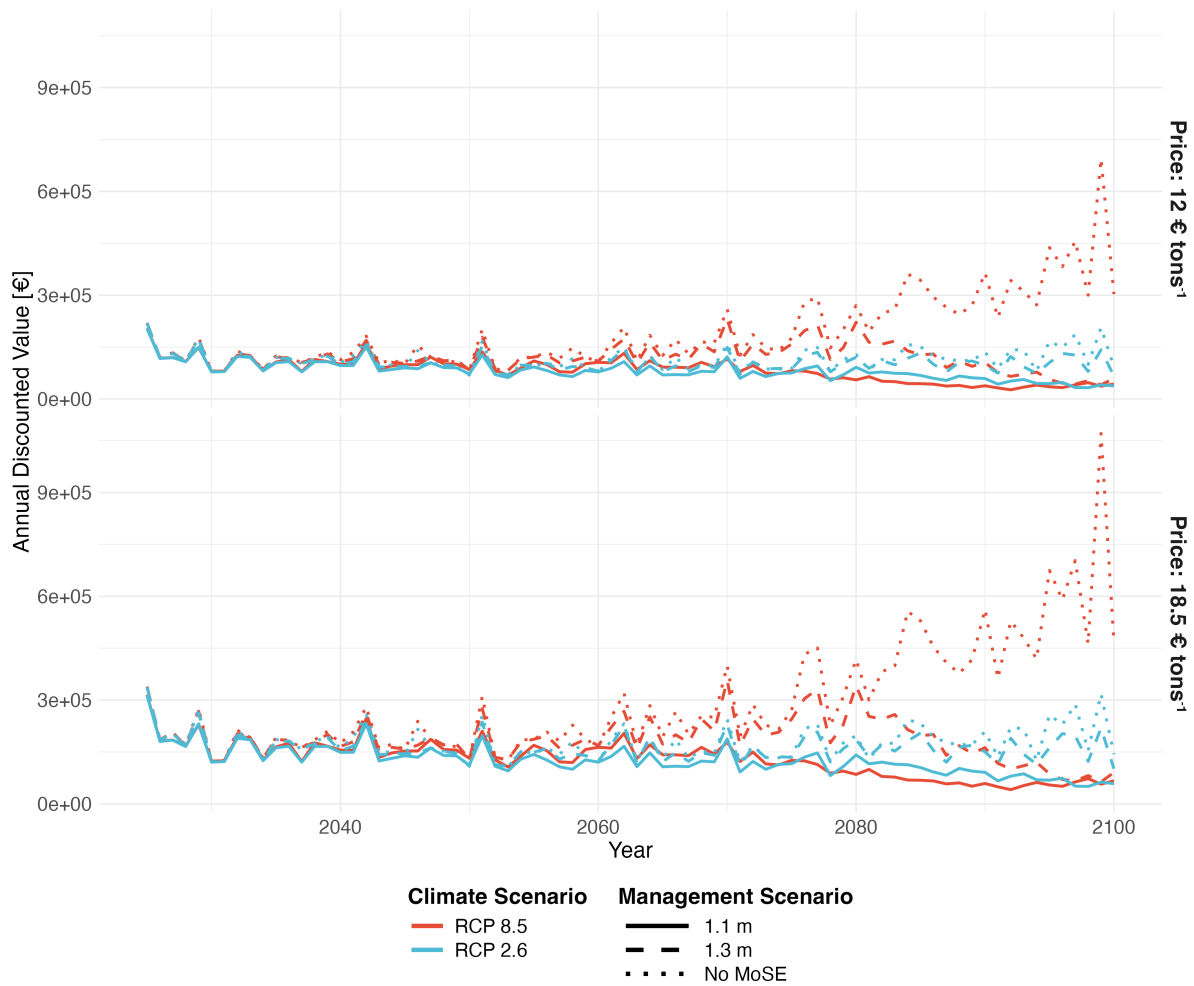 Annual Discounted Value [€]
9e+05
6e+05
3e+05
0e+00
Price: 12 € tons-1
9e+05
6e+05
3e+05
0e+00
Price: 18.5 € tons-1
2040 2060 2080 2100
Year
Climate Scenario
RCP 8.5
RCP 2.6
Management Scenario
1.1 m
1.3 m
No MoSE